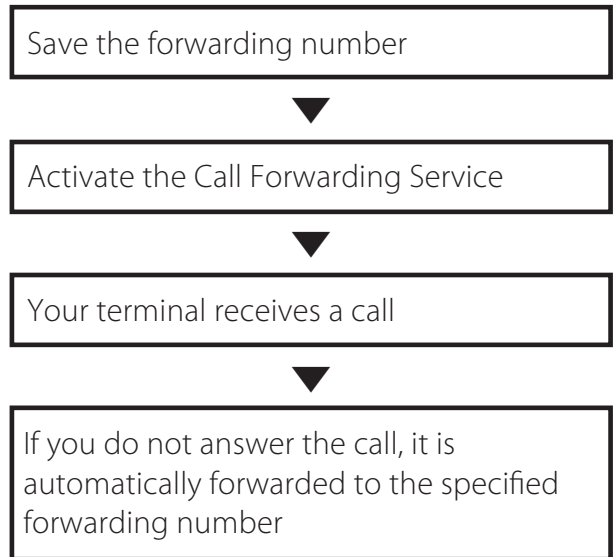 Save the forwarding number
Activate the Call Forwarding Service
Your terminal receives a call
If you do not answer the call, it is
automatically forwarded to the specified
forwarding number